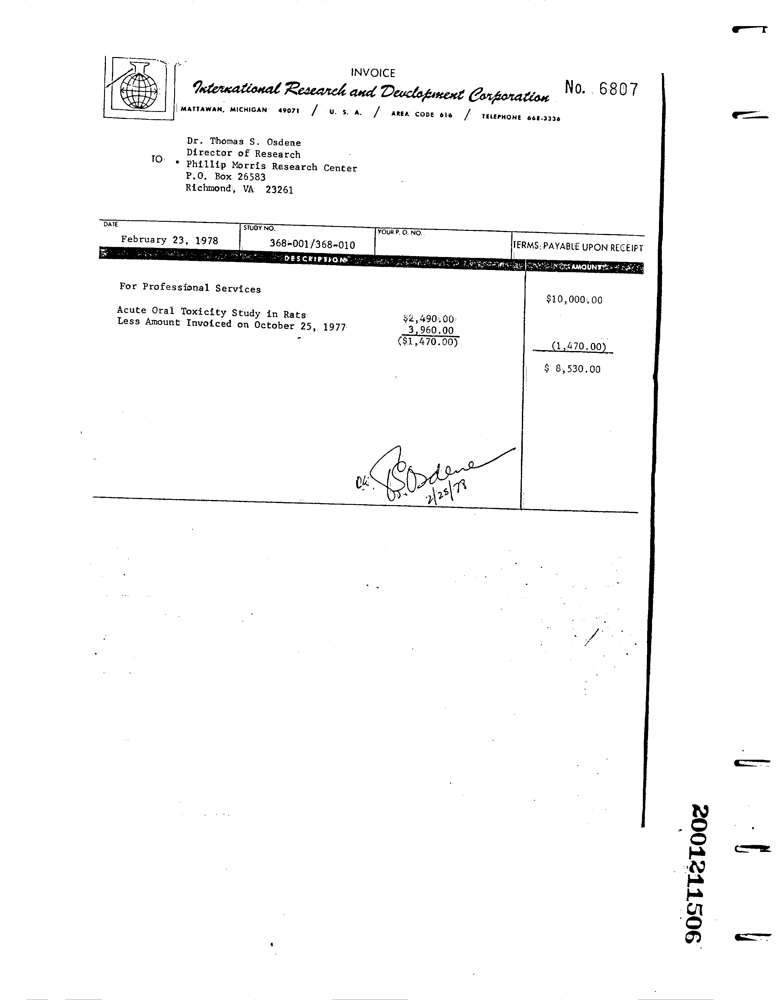 INVOICE
International Research and Development Corporation No. 6807
MATTAWAN, MICHIGAN 49071 / U. S. A. / AREA CODE 616 / TELEPHONE 668-3336
Dr. Thomas S. Osdene
Director of Research
TO: Phillip Morris Research Center
P.O. Box 26583
Richmond, VA 23261
DATE STUDY NO. YOUR P. O. NO.
February 23, 1978 368-001/368-010 TERMS: PAYABLE UPON RECEIPT
DESCRIPTION AMOUNT
For Professional Services $10,000.00
Acute Oral Toxicity Study in Rats $2,490.00
Less Amount Invoiced on October 25, 1977 3,960.00
($1,470.00) (1,470.00)
$ 8,530.00
O.K. T.S. Osdene
2/28/78
2001211506